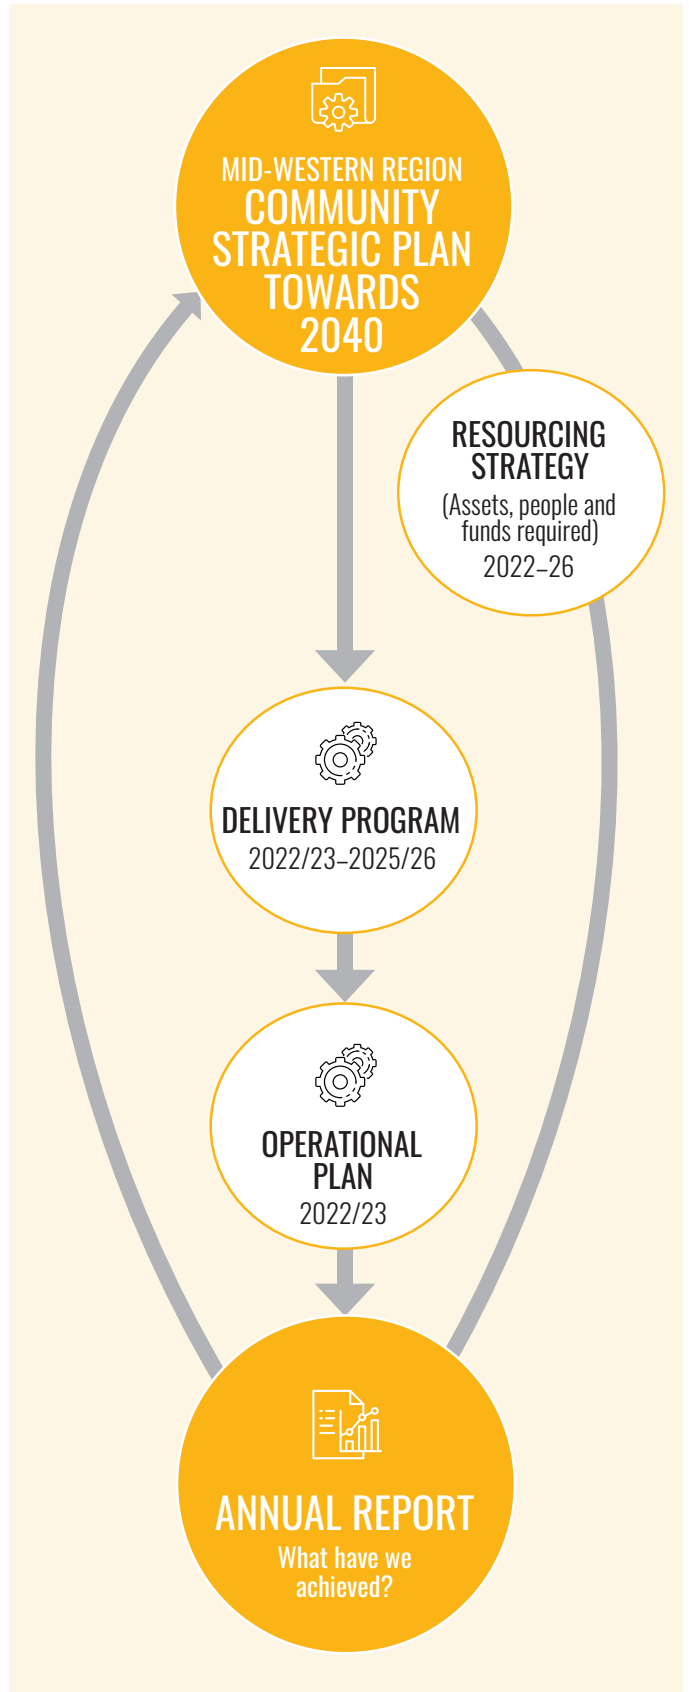 MID-WESTERN REGION
COMMUNITY
STRATEGIC PLAN
TOWARDS
2040
RESOURCING
STRATEGY
(Assets, people and
funds required)
2022–26
DELIVERY PROGRAM
2022/23–2025/26
OPERATIONAL
PLAN
2022/23
ANNUAL REPORT
What have we
achieved?